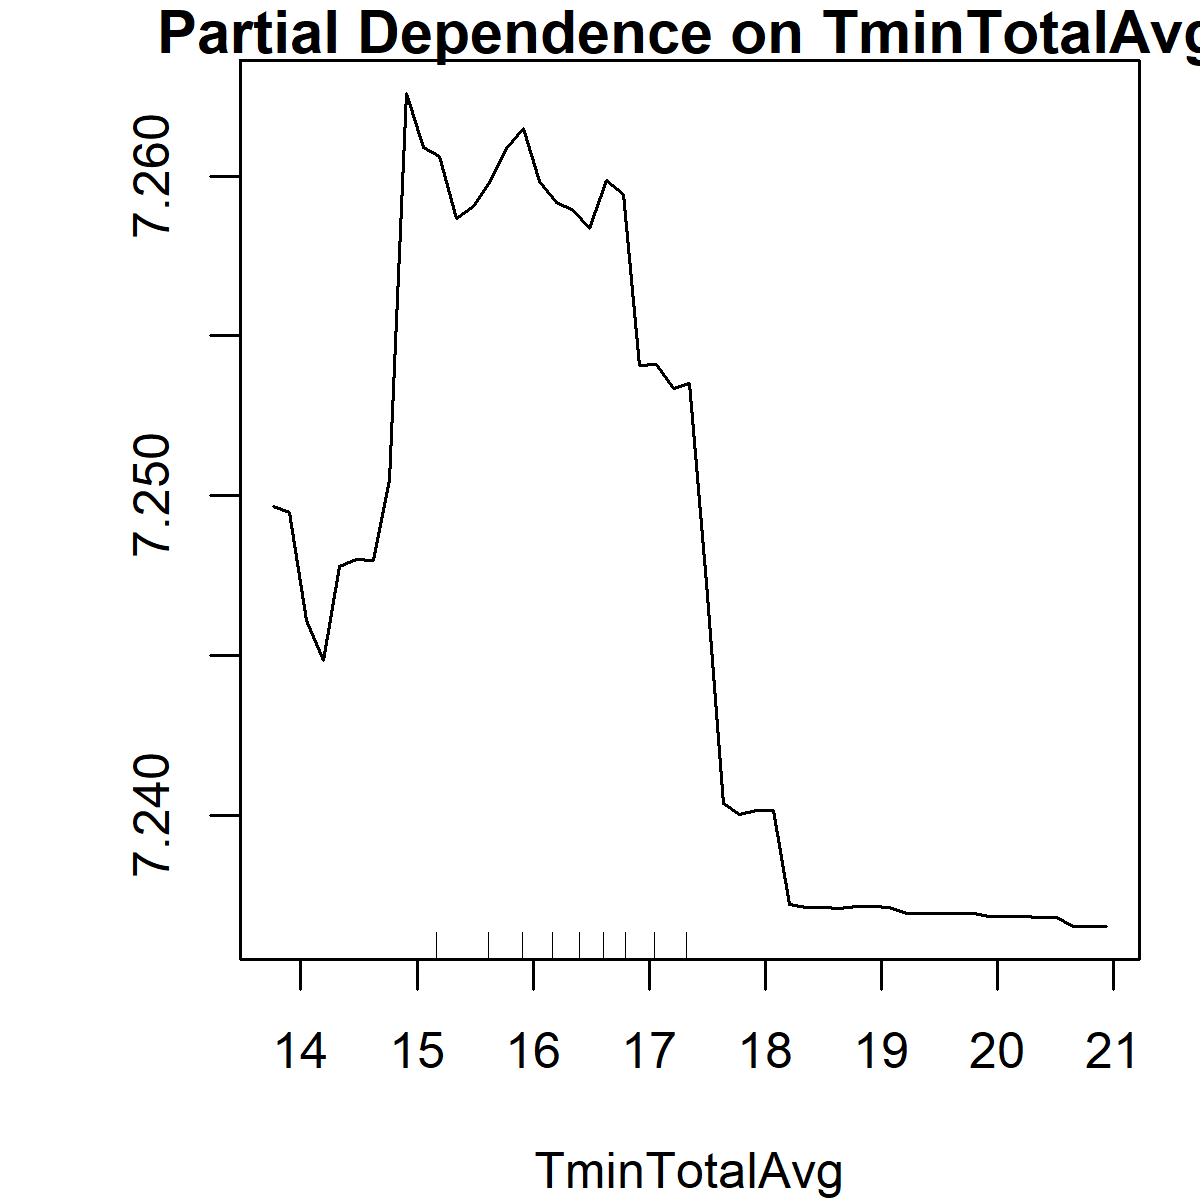 Partial Dependence on TminTotalAvg
7.260
7.250
7.240
14 15 16 17 18 19 20 21
TminTotalAvg